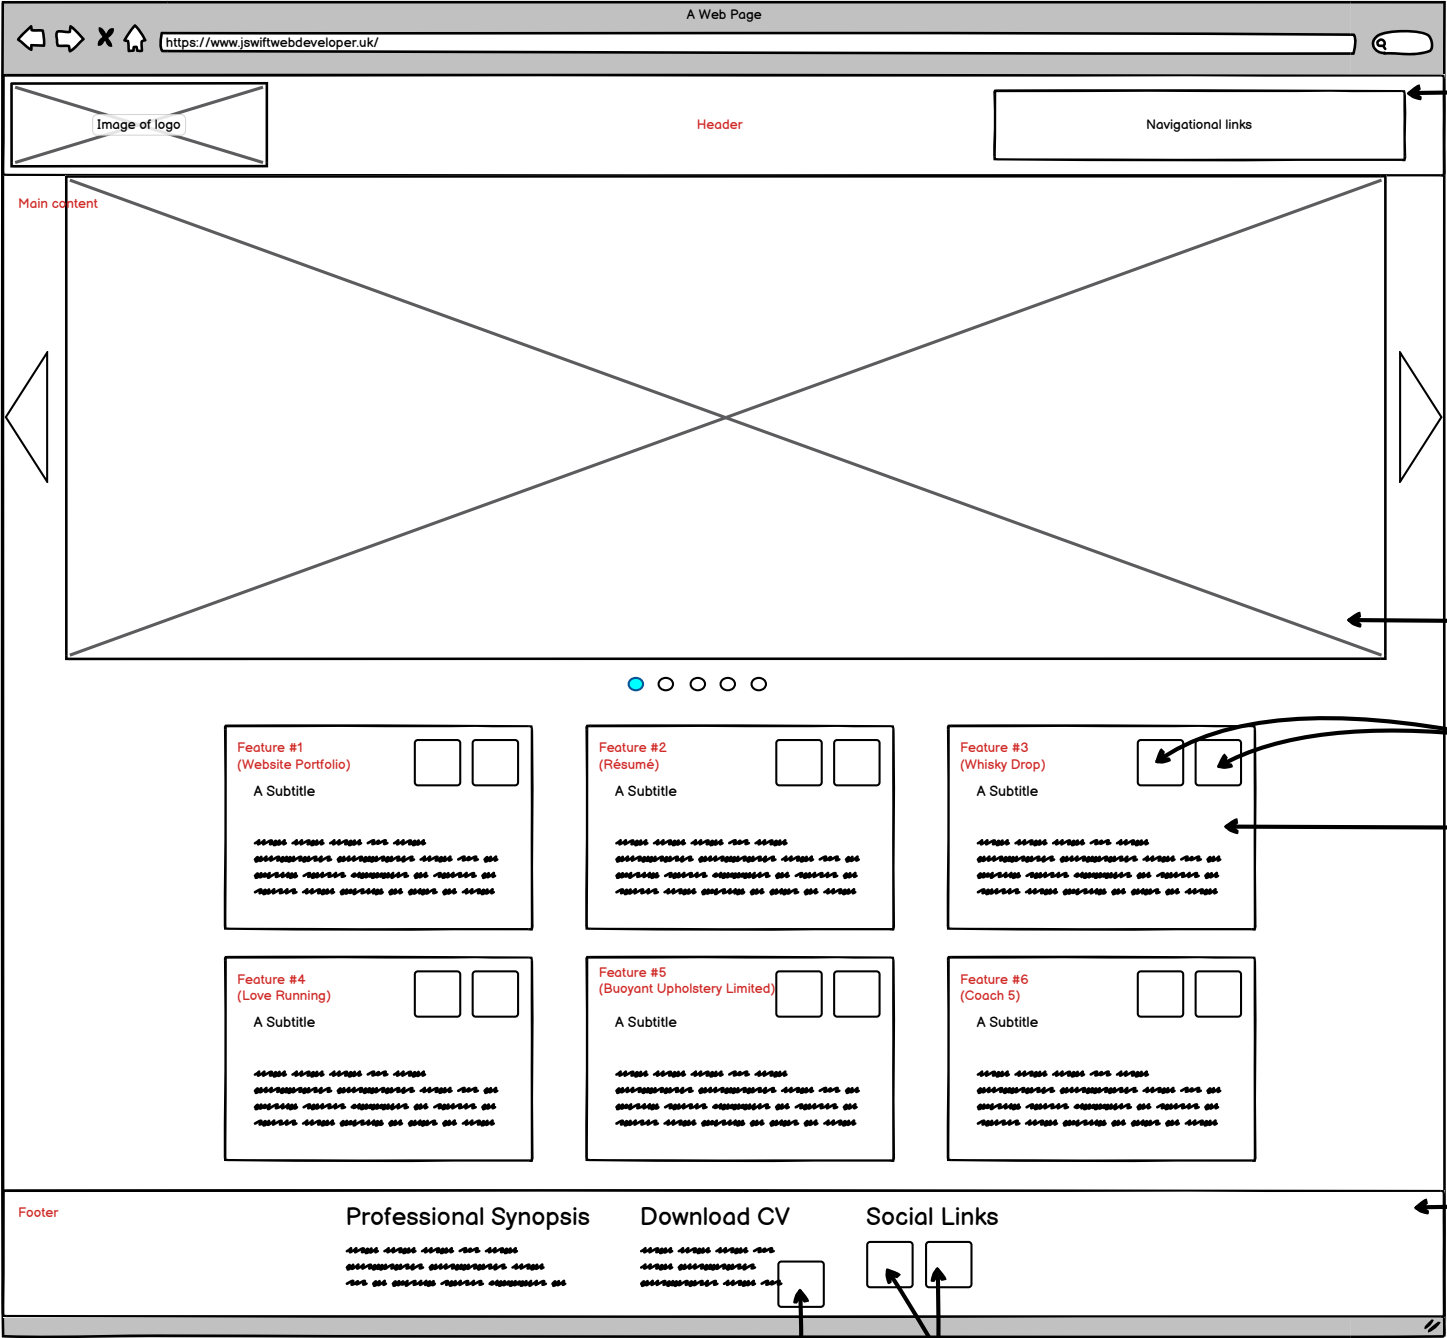 A Web Page
https://www.jswiftwebdeveloper.uk/
Image of logo
Header
Navigational links
Main content
Feature #1
(Website Portfolio)
A Subtitle
Feature #2
(Résumé)
A Subtitle
Feature #3
(Whisky Drop)
A Subtitle
Feature #4
(Love Running)
A Subtitle
Feature #5
(Buoyant Upholstery Limited)
A Subtitle
Feature #6
(Coach 5)
A Subtitle
Footer
Professional Synopsis
Download CV
Social Links